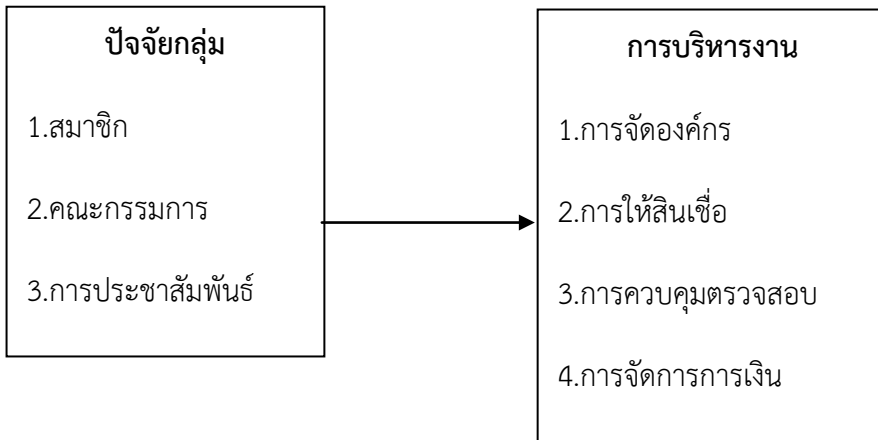 ปัจจัยกลุ่ม
1.สมาชิก
2.คณะกรรมการ
3.การประชาสัมพันธ์
การบริหารงาน
1.การจัดองค์กร
2.การให้สินเชื่อ
3.การควบคุมตรวจสอบ
4.การจัดการการเงิน